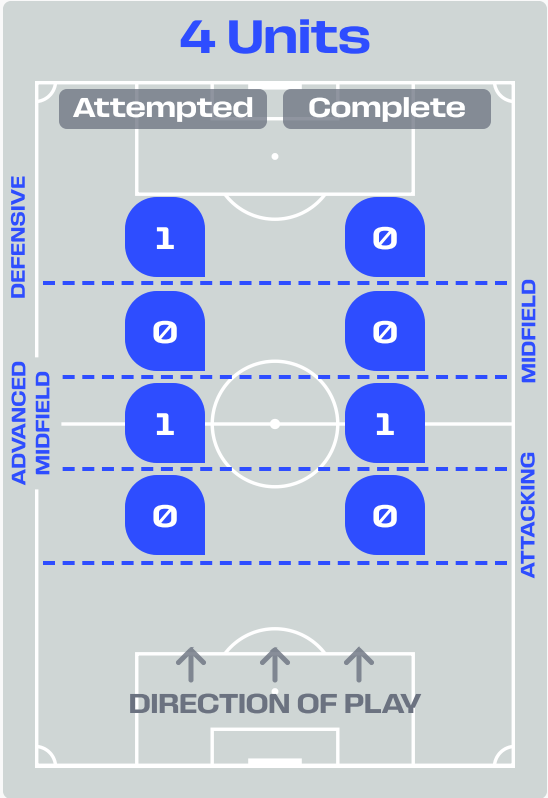 4 Units
Attempted Complete
DEFENSIVE
1 0
MIDFIELD
0 0
ADVANCED
MIDFIELD
1 1
ATTACKING
0 0
DIRECTION OF PLAY